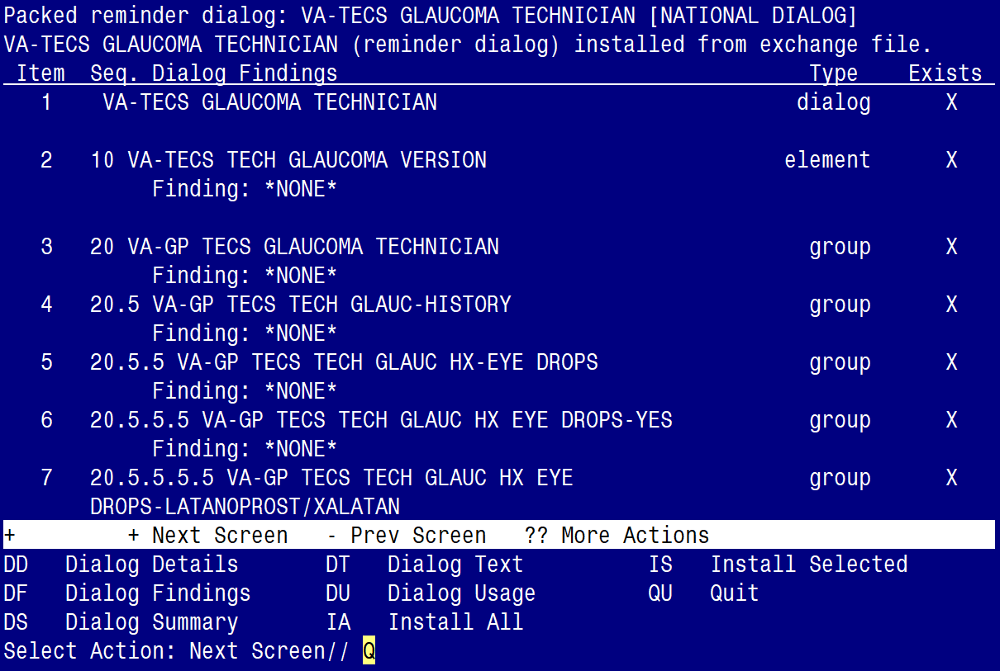 Packed reminder dialog: VA-TECS GLAUCOMA TECHNICIAN [NATIONAL DIALOG]
VA-TECS GLAUCOMA TECHNICIAN (reminder dialog) installed from exchange file.
Item  Seq. Dialog Findings  Type  Exists
1  VA-TECS GLAUCOMA TECHNICIAN  dialog  X
2  10 VA-TECS TECH GLAUCOMA VERSION  element  X
Finding: *NONE*
3  20 VA-GP TECS GLAUCOMA TECHNICIAN  group  X
Finding: *NONE*
4  20.5 VA-GP TECS TECH GLAUC-HISTORY  group  X
Finding: *NONE*
5  20.5.5 VA-GP TECS TECH GLAUC HX-EYE DROPS  group  X
Finding: *NONE*
6  20.5.5.5 VA-GP TECS TECH GLAUC HX EYE DROPS-YES  group  X
Finding: *NONE*
7  20.5.5.5.5 VA-GP TECS TECH GLAUC HX EYE  group  X
DROPS-LATANOPROST/XALATAN
+  + Next Screen  - Prev Screen  ?? More Actions
DD  Dialog Details  DT  Dialog Text  IS  Install Selected
DF  Dialog Findings  DU  Dialog Usage  QU  Quit
DS  Dialog Summary  IA  Install All
Select Action: Next Screen// Q